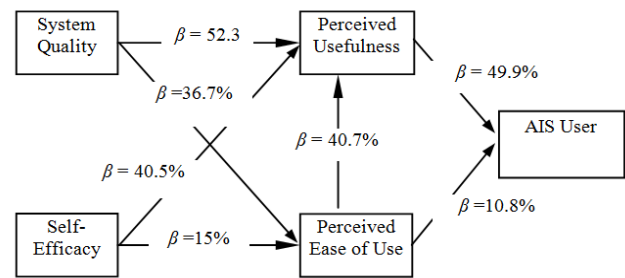 System
Quality
β = 52.3
Perceived
Usefulness
β =36.7%
β = 49.9%
AIS User
β = 40.7%
β = 40.5%
β =10.8%
Self-
Efficacy
β =15%
Perceived
Ease of Use